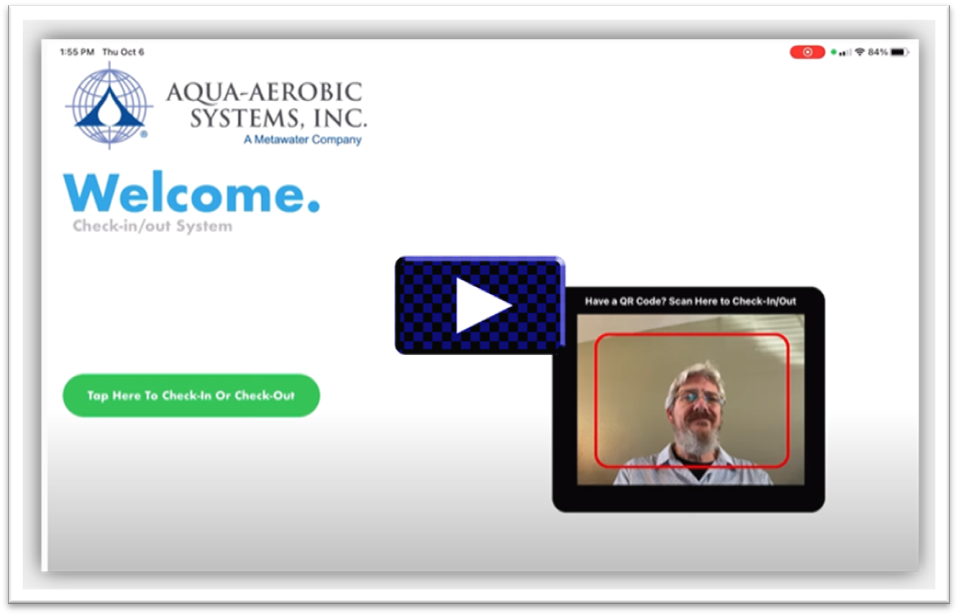 1:55 PM Thu Oct 6
84%
AQUA-AEROBIC
SYSTEMS, INC.
A Metawater Company
®
Welcome.
Check-in/out System
Have a QR Code? Scan Here to Check-In/Out
Tap Here To Check-In Or Check-Out